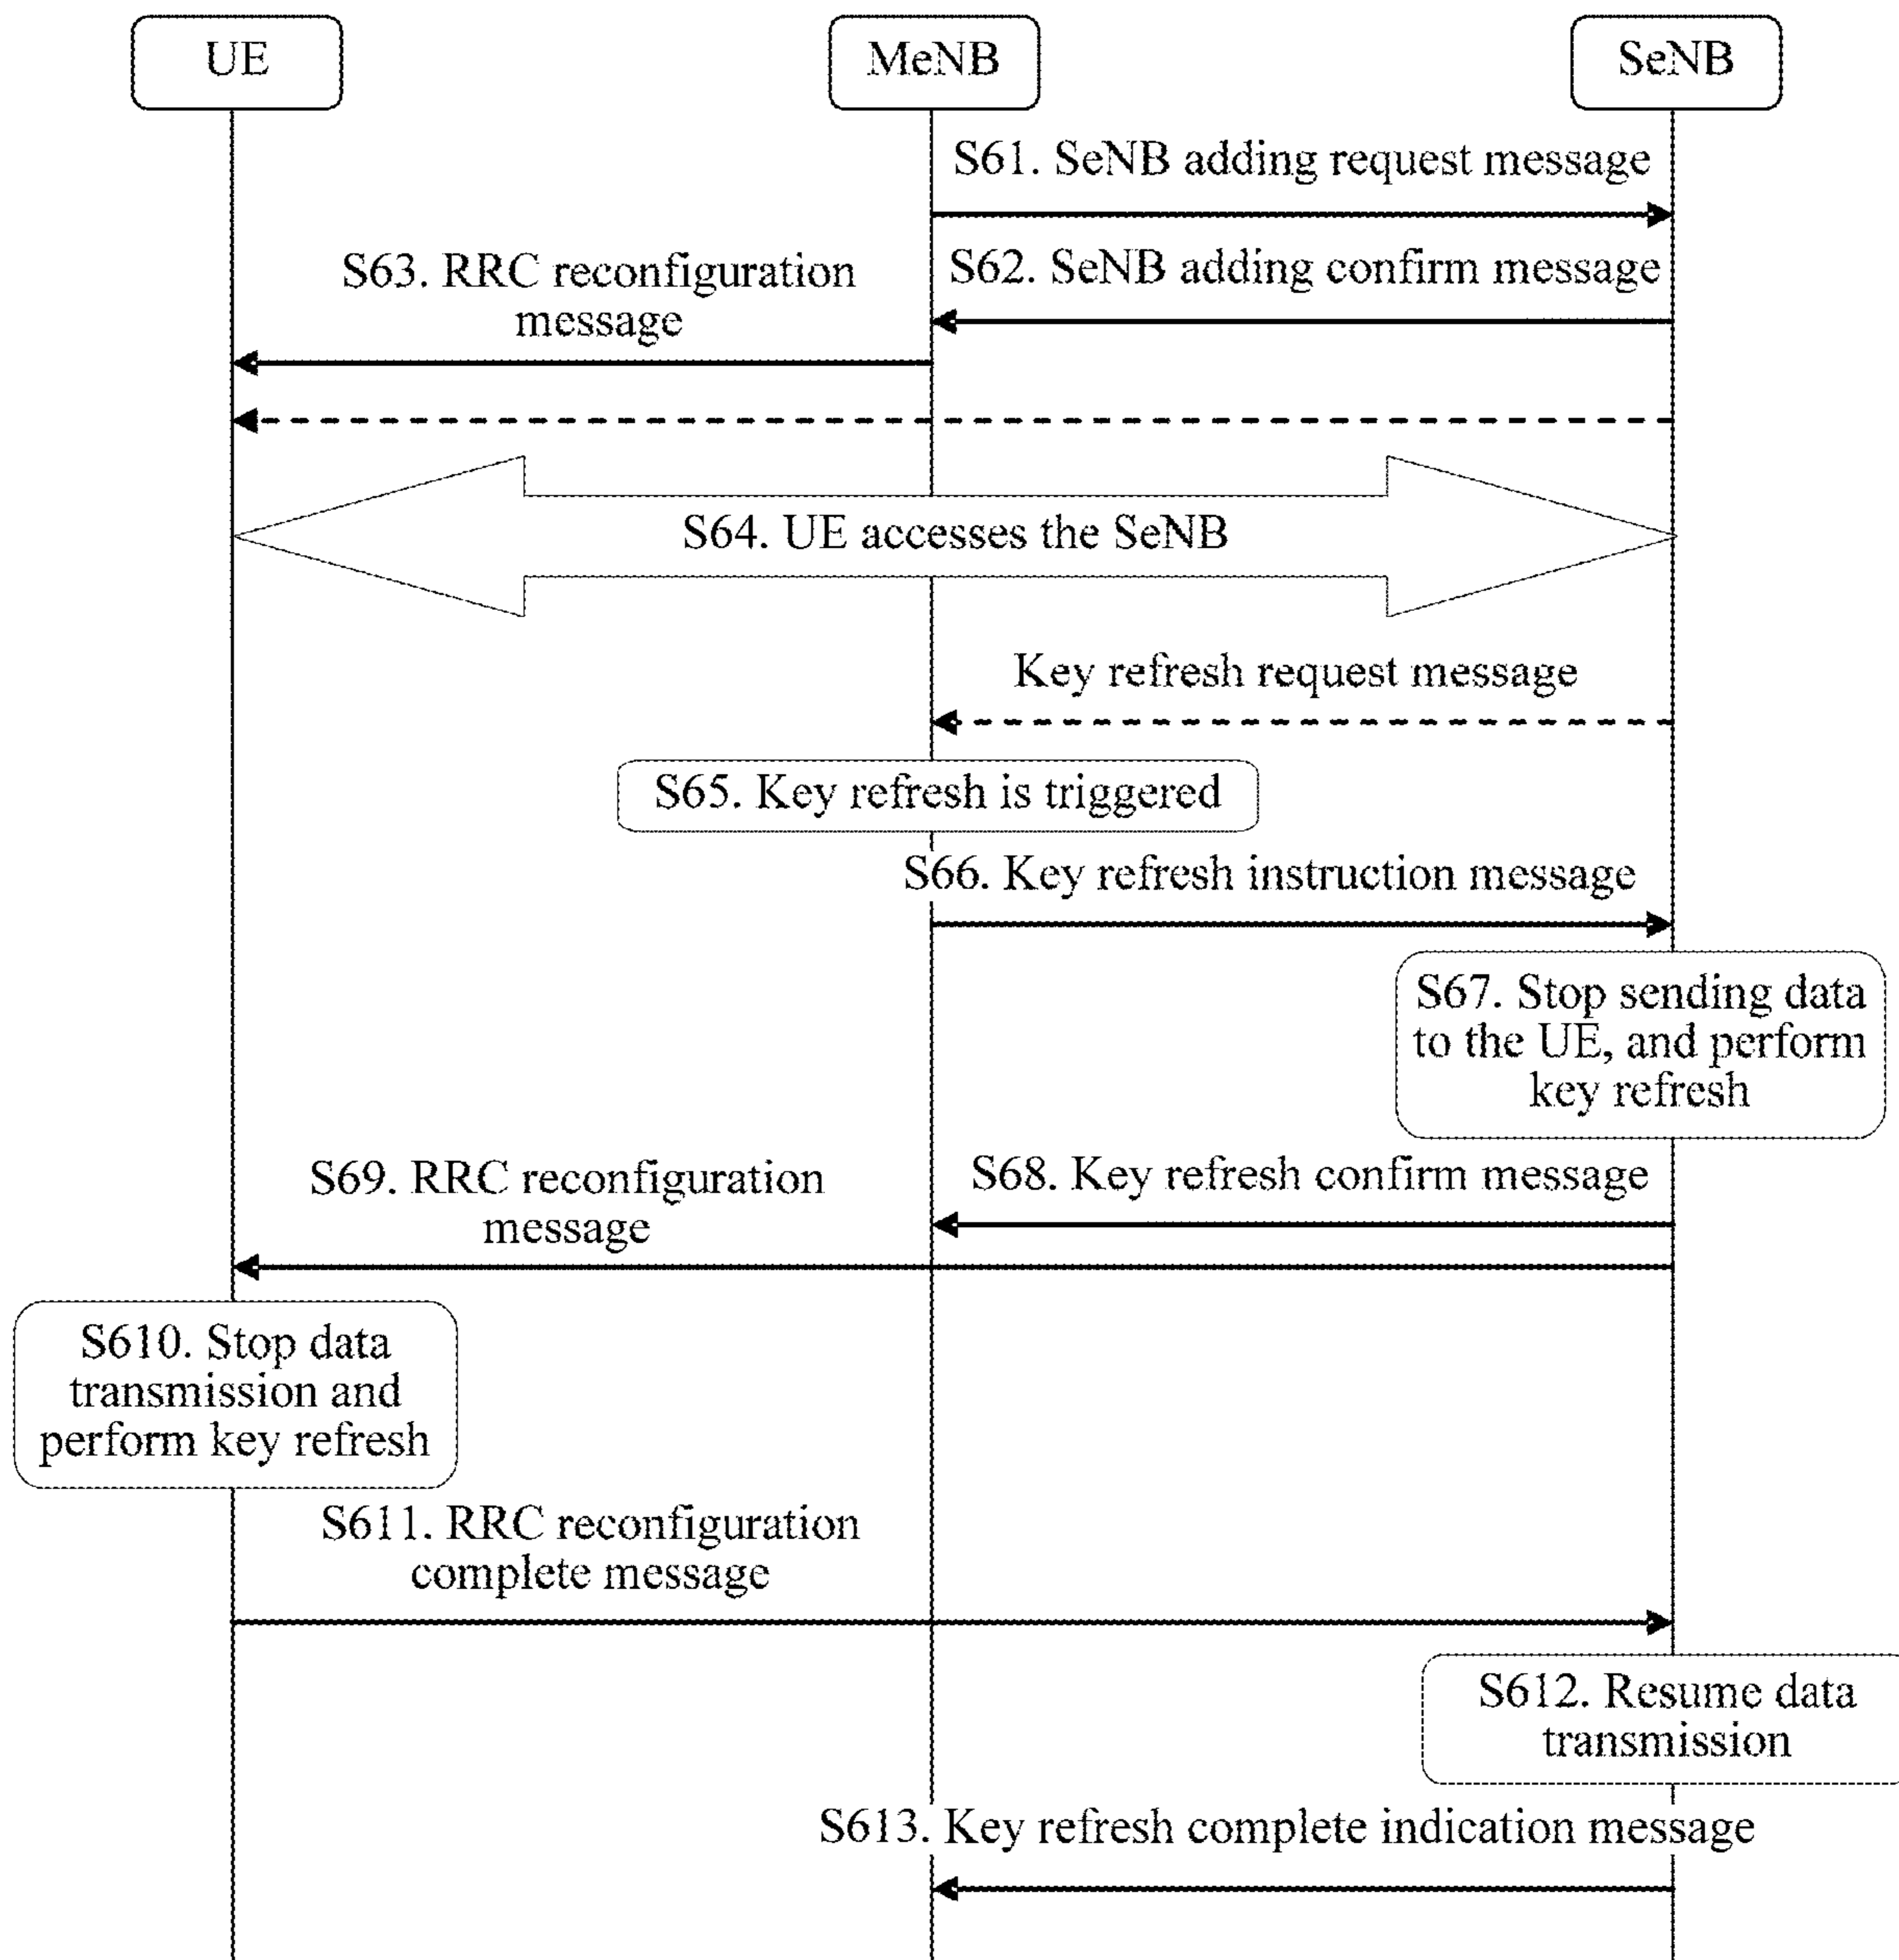 UE
MeNB
SeNB
S61. SeNB adding request message
S63. RRC reconfiguration
message
S62. SeNB adding confirm message
S64. UE accesses the SeNB
Key refresh request message
S65. Key refresh is triggered
S66. Key refresh instruction message
S67. Stop sending data
to the UE, and perform
key refresh
S69. RRC reconfiguration
message
S68. Key refresh confirm message
S610. Stop data
transmission and
perform key refresh
S611. RRC reconfiguration
complete message
S612. Resume data
transmission
S613. Key refresh complete indication message